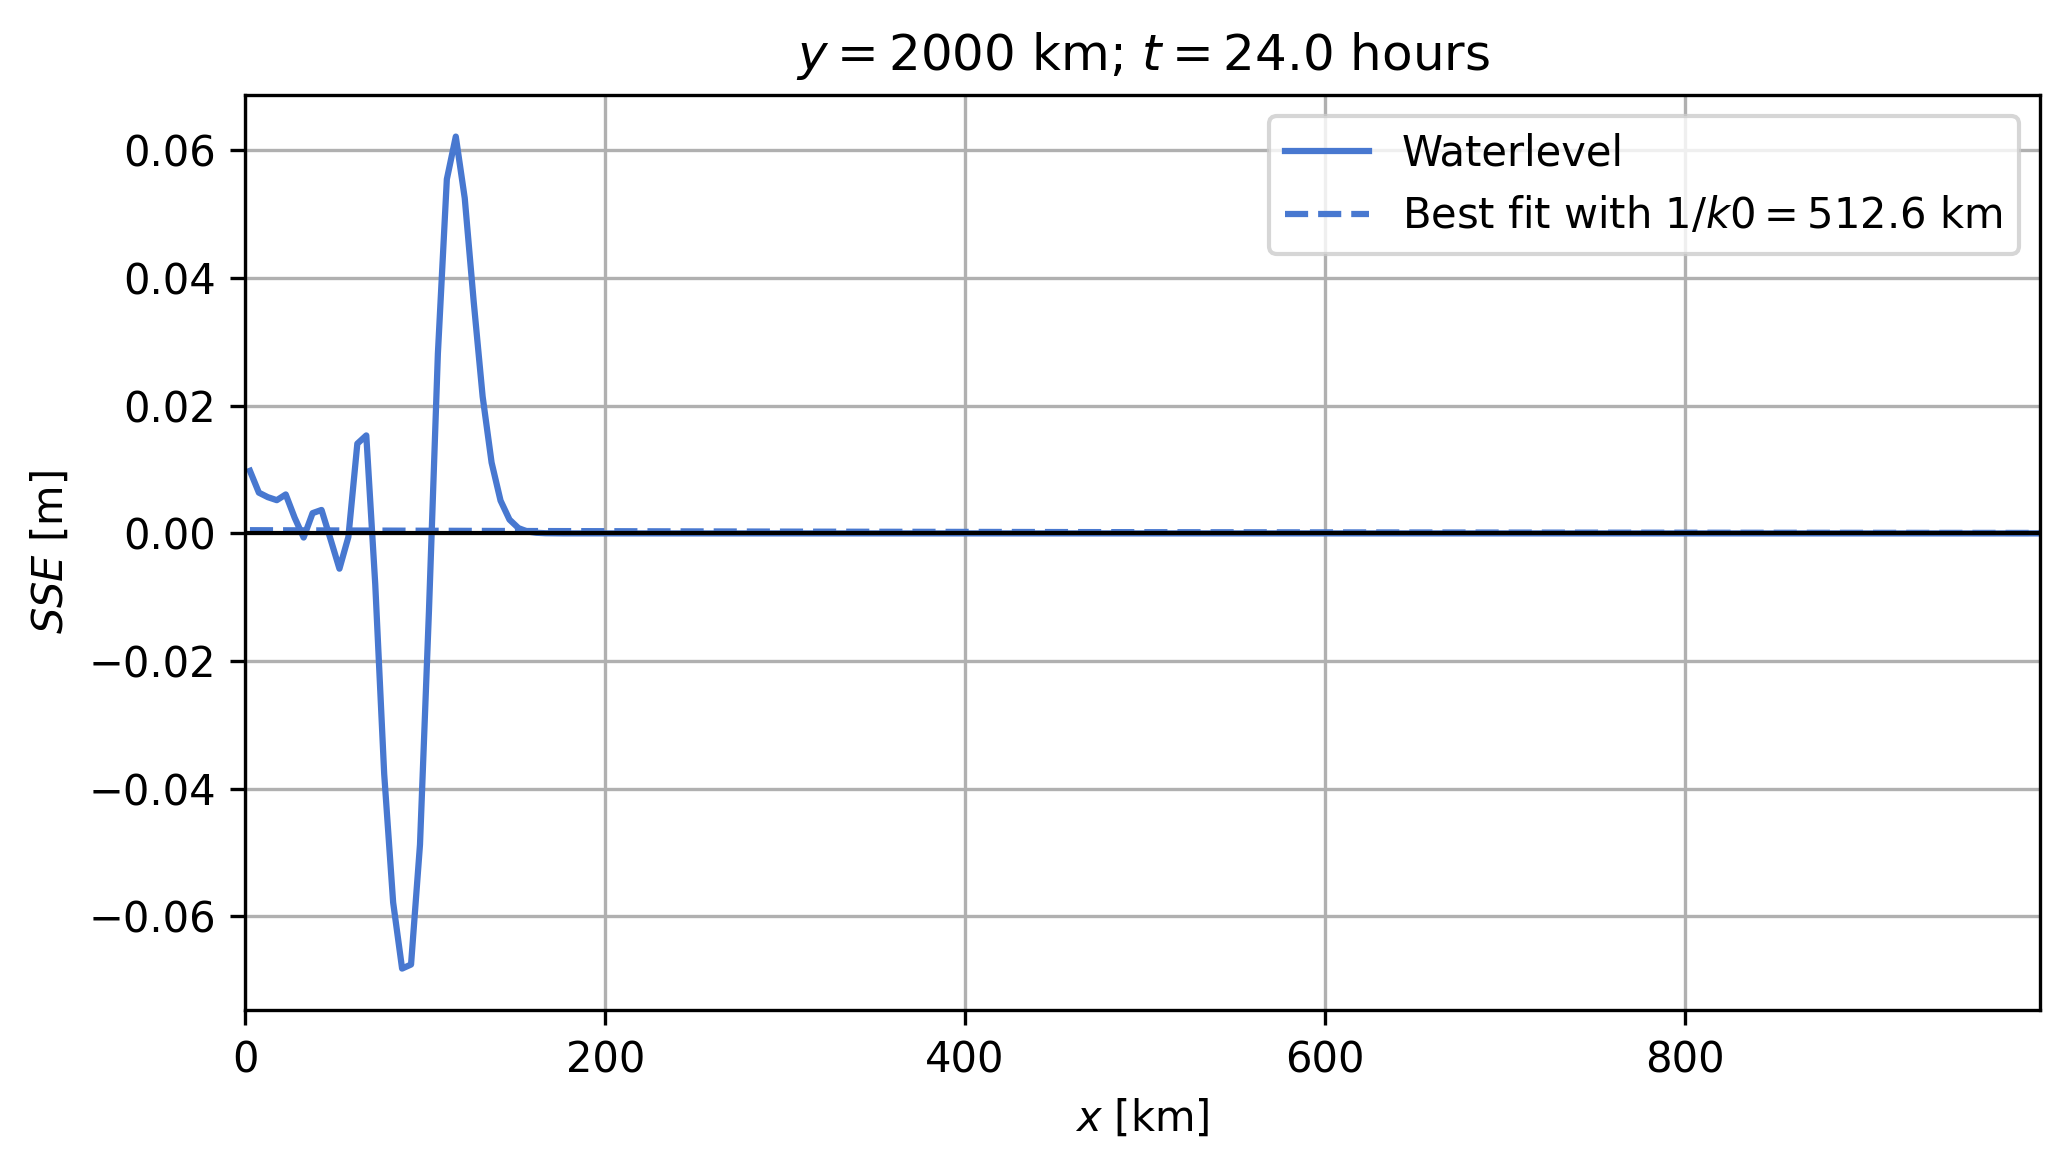 y = 2000 km; t = 24.0 hours
Waterlevel
Best fit with 1/k0 = 512.6 km
SSE [m]
0.06
0.04
0.02
0.00
−0.02
−0.04
−0.06
0 200 400 600 800
x [km]